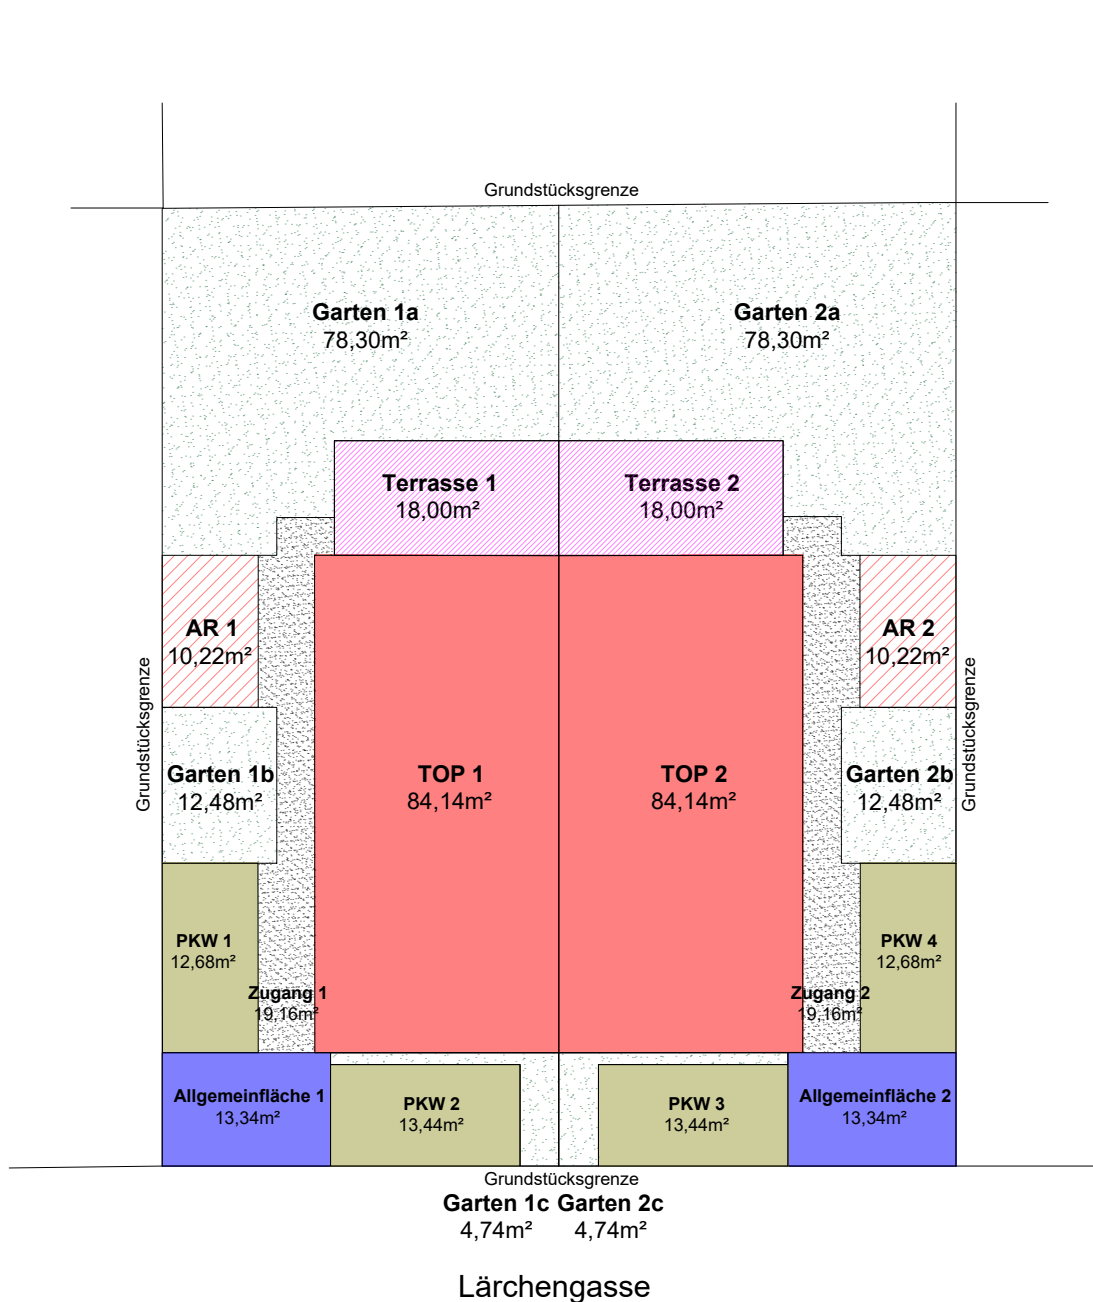 Grundstücksgrenze
Garten 1a
78,30m²
Garten 2a
78,30m²
Terrasse 1
18,00m²
Terrasse 2
18,00m²
AR 1
10,22m²
AR 2
10,22m²
Grundstücksgrenze
Grundstücksgrenze
Garten 1b
12,48m²
TOP 1
84,14m²
TOP 2
84,14m²
Garten 2b
12,48m²
PKW 1
12,68m²
PKW 4
12,68m²
Zugang 1
19,16m²
Zugang 2
19,16m²
Allgemeinfläche 1
13,34m²
PKW 2
13,44m²
PKW 3
13,44m²
Allgemeinfläche 2
13,34m²
Grundstücksgrenze
Garten 1c
4,74m²
Garten 2c
4,74m²
Lärchengasse